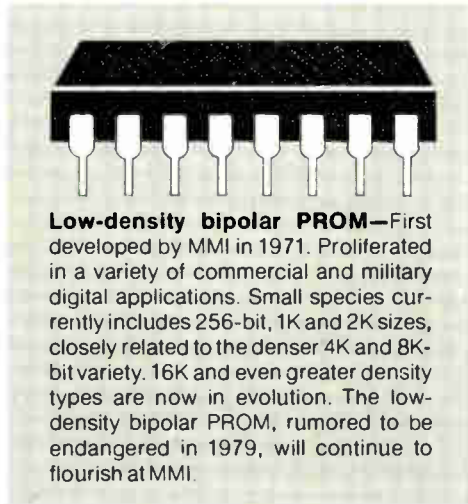 Low-density bipolar PROM—First
developed by MMI in 1971. Proliferated
in a variety of commercial and military
digital applications. Small species cur-
rently includes 256-bit, 1K and 2K sizes,
closely related to the denser 4K and 8K-
bit variety. 16K and even greater density
types are now in evolution. The low-
density bipolar PROM, rumored to be
endangered in 1979, will continue to
flourish at MMI.